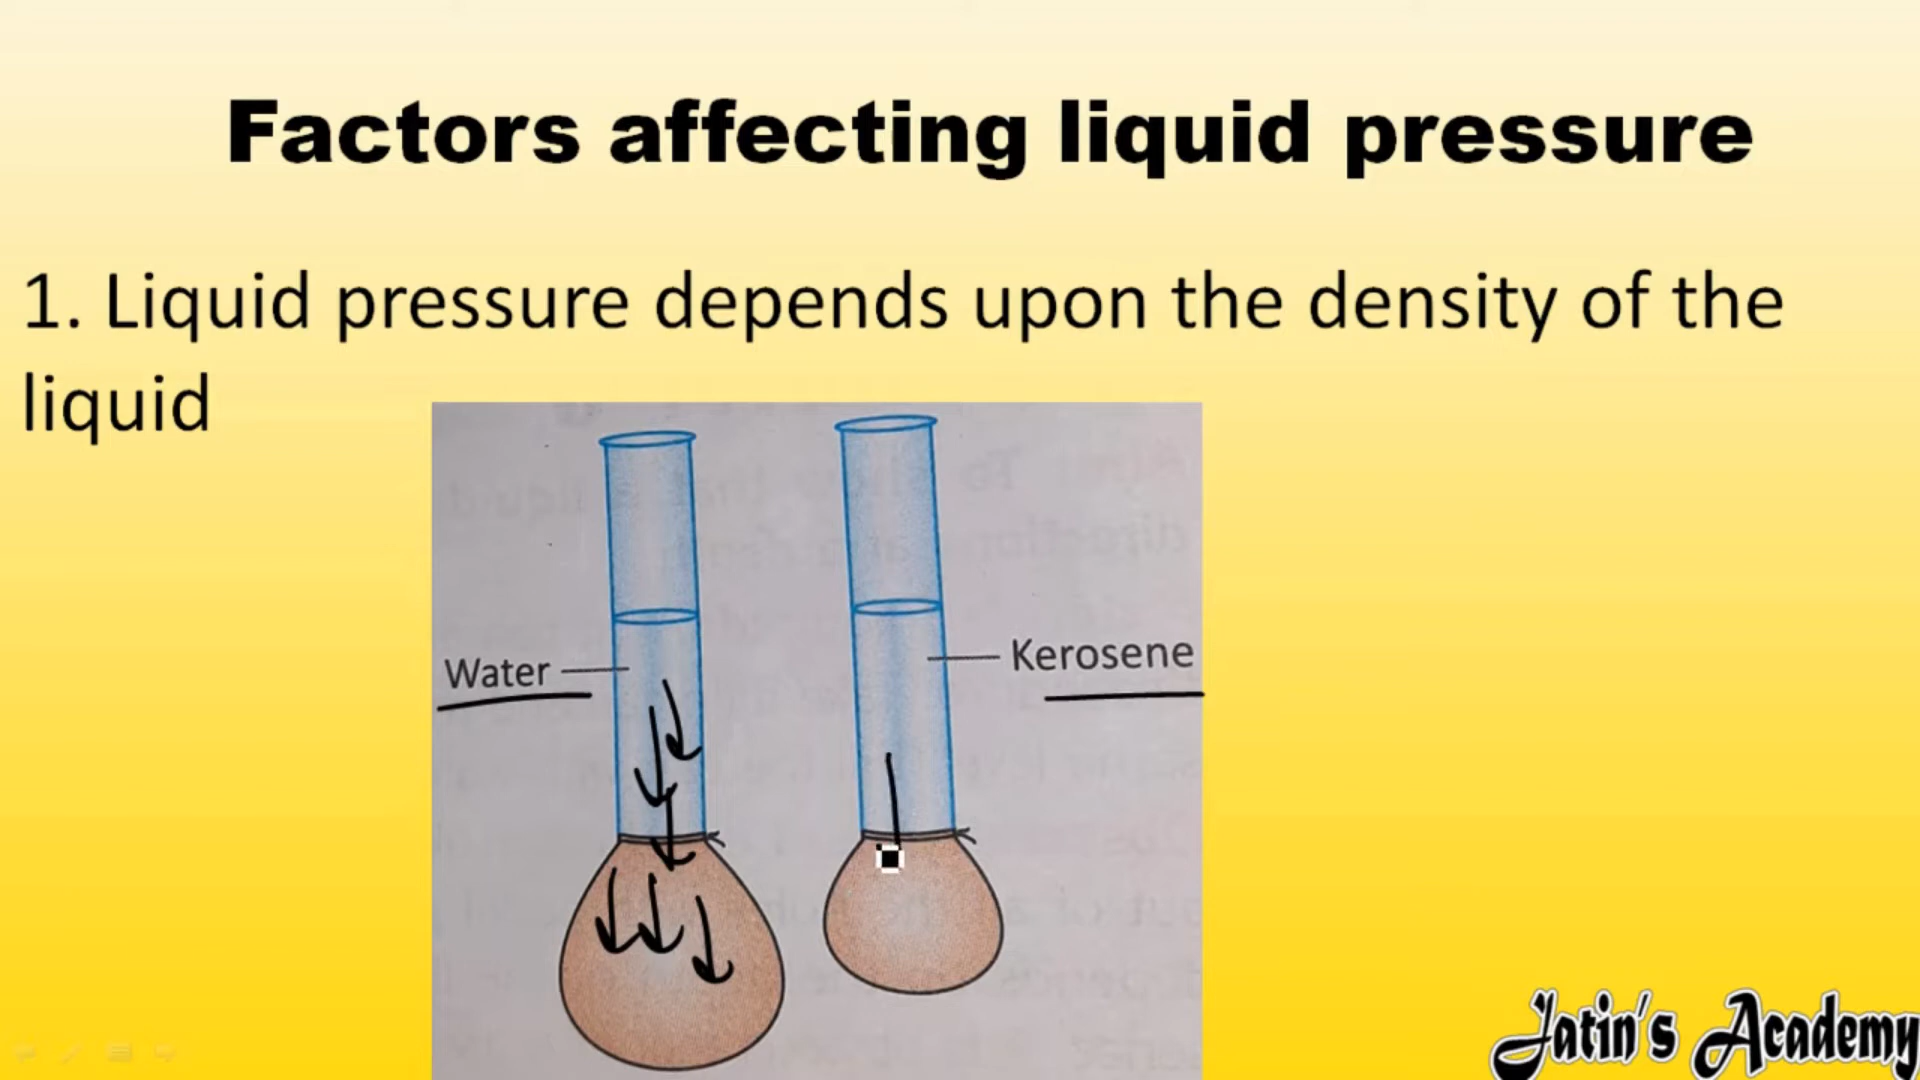 Factors affecting liquid pressure
1. Liquid pressure depends upon the density of the
liquid
Water
Kerosene
Jatin's Academy